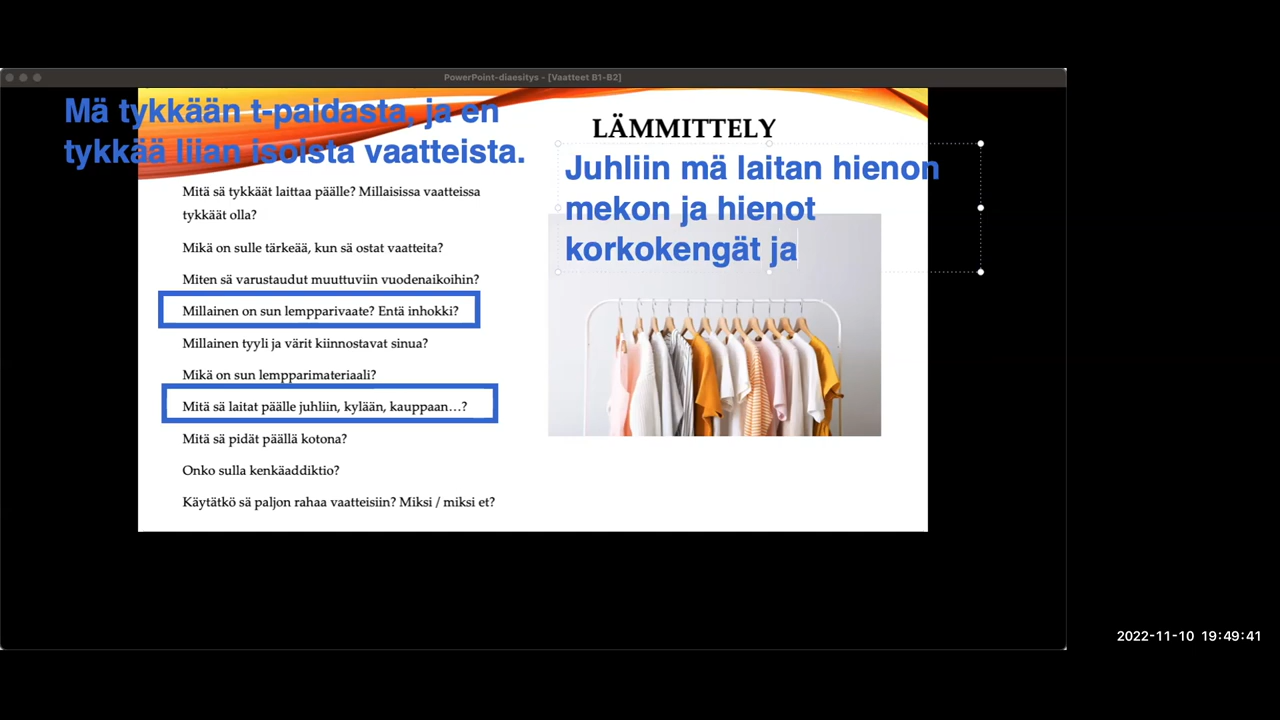 PowerPoint-diaesitys - [Vaatteet B1-B2]
Mä tykkään t-paidasta, ja en
tykkää liian isoista vaatteista.
Mitä sä tykkäät laittaa päälle? Millaisissa vaatteissa
tykkäät olla?
Mikä on sulle tärkeää, kun sä ostat vaatteita?
Miten sä varustaudut muuttuviin vuodenaikoihin?
Millainen on sun lempparivaate? Entä inhokki?
Millainen tyyli ja värit kiinnostavat sinua?
Mikä on sun lempparimateriaali?
Mitä sä laitat päälle juhliin, kylään, kauppaan…?
Mitä sä pidät päällä kotona?
Onko sulla kenkäaddiktio?
Käytätkö sä paljon rahaa vaatteisiin? Miksi / miksi et?
LÄMMITTELY
Juhliin mä laitan hienon
mekon ja hienot
korkokengät ja
2022-11-10 19:49:41